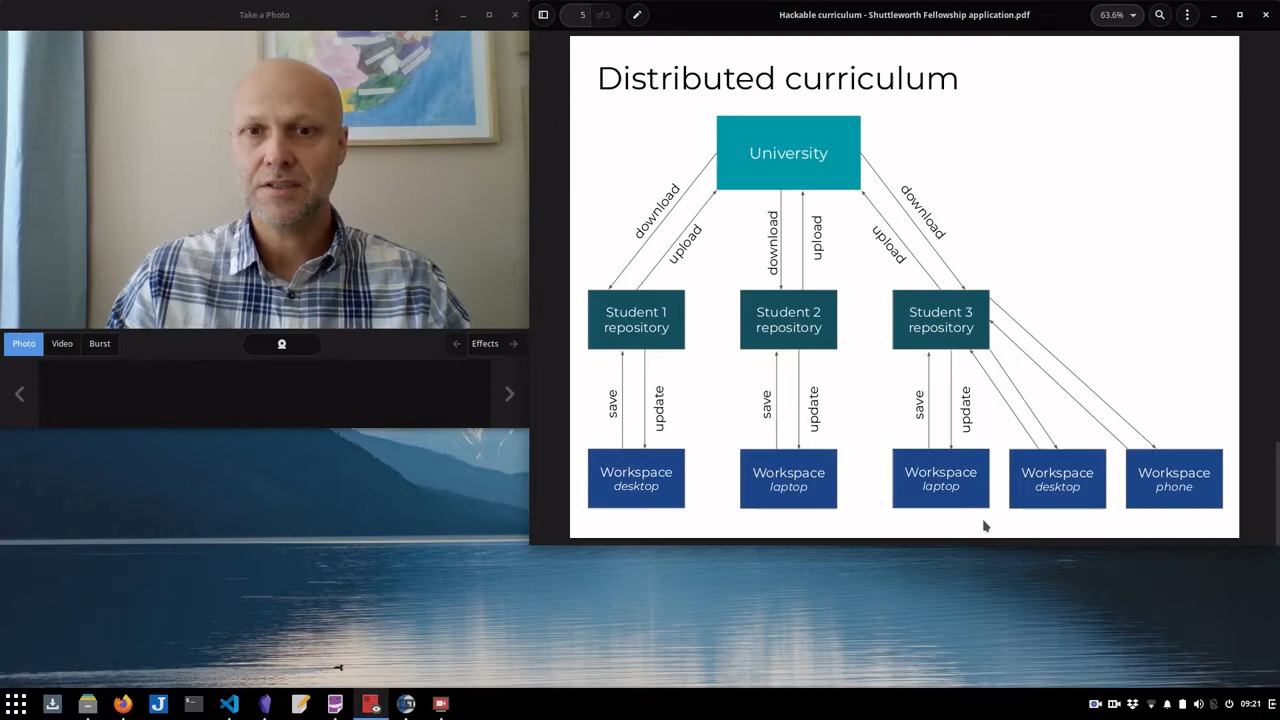 Take a Photo
5 of 5
Hackable curriculum - Shuttleworth Fellowship application.pdf
63.6%
Distributed curriculum
University
download
upload
download
upload
download
upload
Student 1
repository
Student 2
repository
Student 3
repository
save
update
save
update
save
update
Workspace
desktop
Workspace
laptop
Workspace
laptop
Workspace
desktop
Workspace
phone
Photo
Video
Burst
Effects
J
09:21